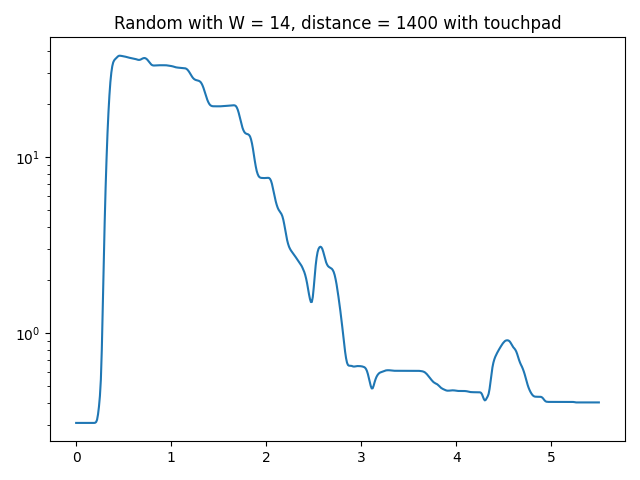 Random with W = 14, distance = 1400 with touchpad
10¹
10⁰
0 1 2 3 4 5